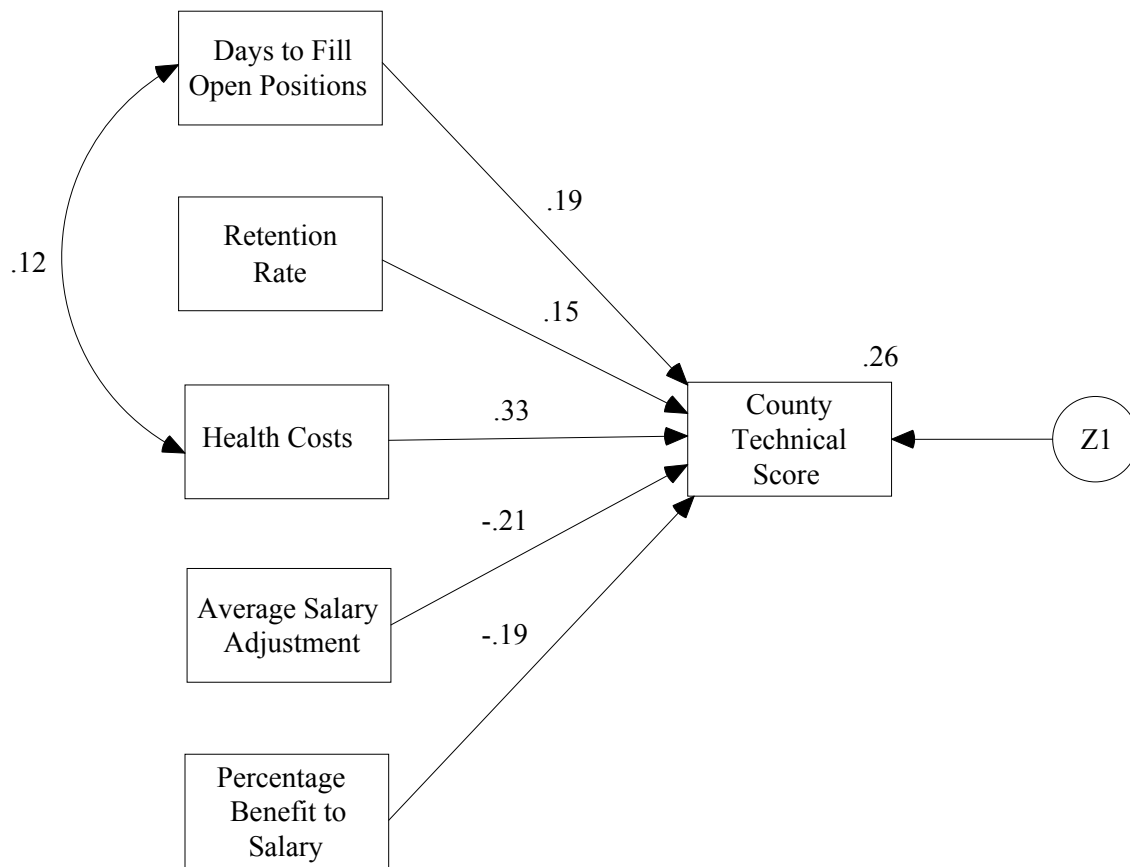 Days to Fill
Open Positions
.19
Retention
Rate
.12
.15
.26
Health Costs
.33
County
Technical
Score
Z1
-.21
Average Salary
Adjustment
-.19
Percentage
Benefit to
Salary